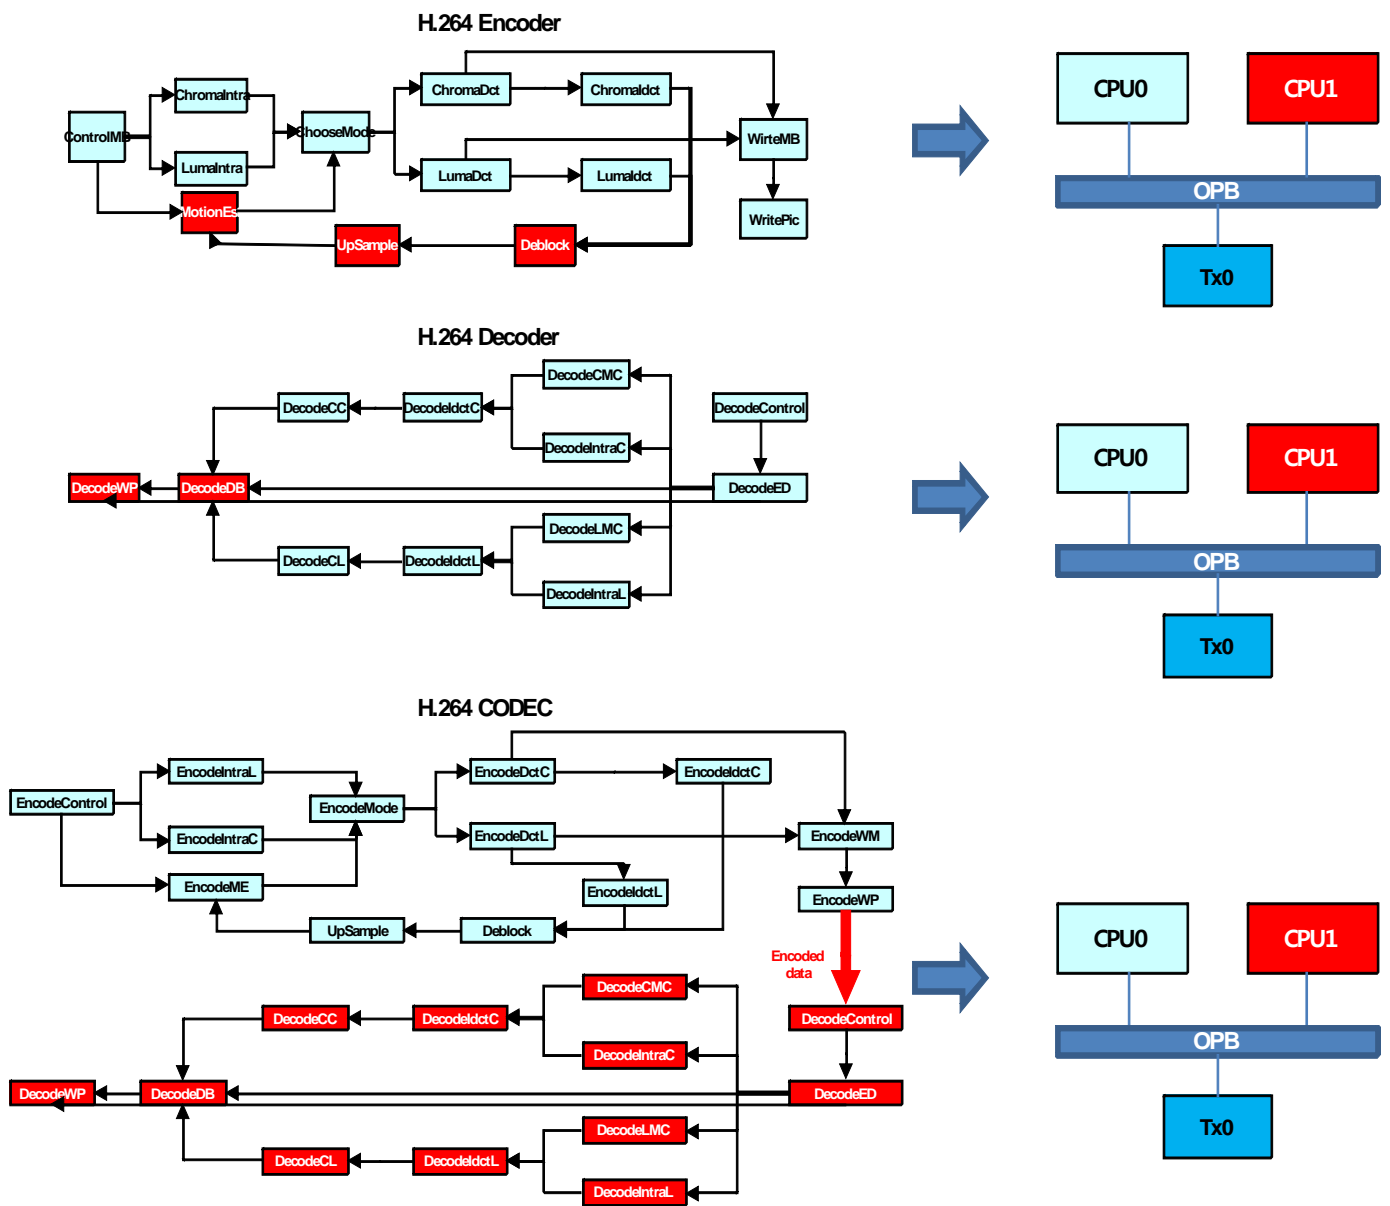 H.264 Encoder
ChromaIntra
ControlMB
LumaIntra
ChooseMode
ChromaDct
ChromaIdct
LumaDct
LumaIdct
WirteMB
WritePic
MotionEs
UpSample
Deblock
CPU0
CPU1
OPB
Tx0
H.264 Decoder
DecodeCMC
DecodeCC
DecodeIdctC
DecodeControl
DecodeIntraC
DecodeWP
DecodeDB
DecodeED
DecodeLMC
DecodeCL
DecodeIdctL
DecodeIntraL
CPU0
CPU1
OPB
Tx0
H.264 CODEC
EncodeIntraL
EncodeControl
EncodeIntraC
EncodeME
EncodeMode
EncodeDctC
EncodeIdctC
EncodeDctL
EncodeIdctL
EncodeWM
EncodeWP
UpSample
Deblock
Encoded
data
DecodeCMC
DecodeCC
DecodeIdctC
DecodeControl
DecodeIntraC
DecodeWP
DecodeDB
DecodeED
DecodeLMC
DecodeCL
DecodeIdctL
DecodeIntraL
CPU0
CPU1
OPB
Tx0